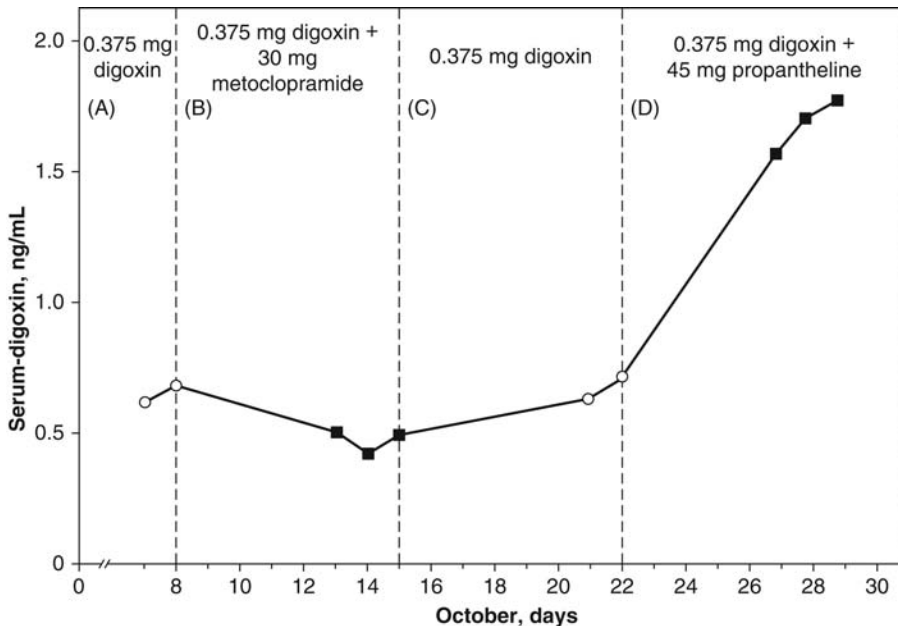 2.0
1.5
1.0
0.5
0
Serum-digoxin, ng/mL
0.375 mg
digoxin
(A)
0.375 mg digoxin +
30 mg
metoclopramide
(B)
0.375 mg digoxin
(C)
0.375 mg digoxin +
45 mg propantheline
(D)
0 8 10 12 14 16 18 20 22 24 26 28 30
October, days